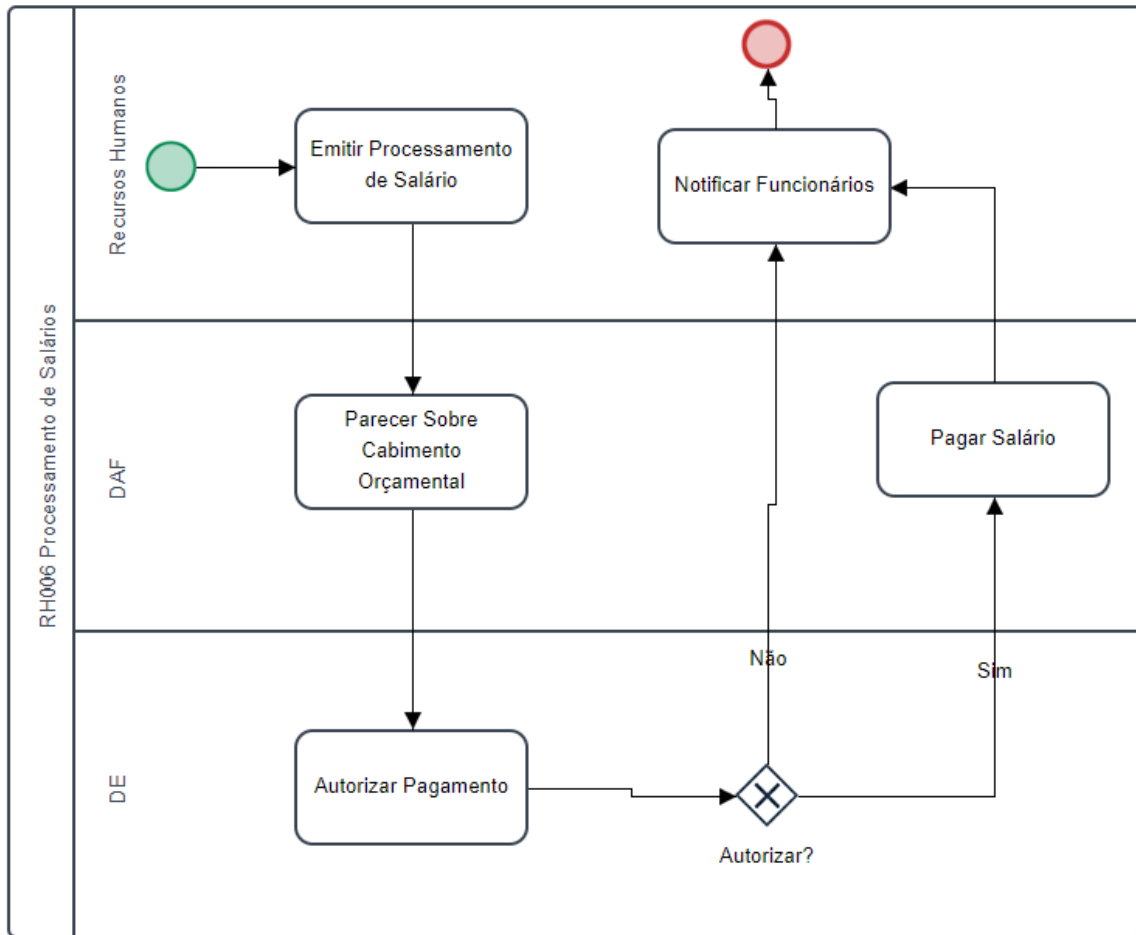 RH006 Processamento de Salários
Recursos Humanos
Emitir Processamento
de Salário
Notificar Funcionários
DAF
Parecer Sobre
Cabimento
Orçamental
Pagar Salário
DE
Não
Sim
Autorizar Pagamento
Autorizar?